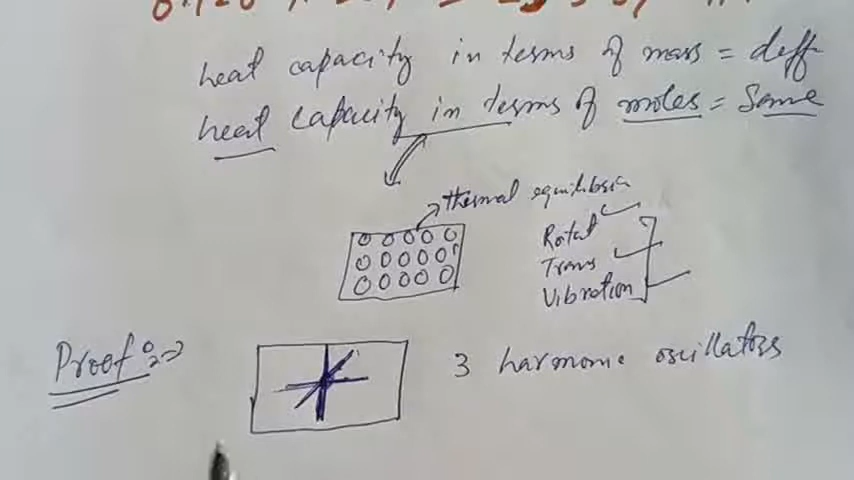 heat capacity in terms of mass = diff
heat capacity in terms of moles = Same
thermal equilibrium
Rotat
Trans
Vibration
Proof :=>
3 harmonic oscillators